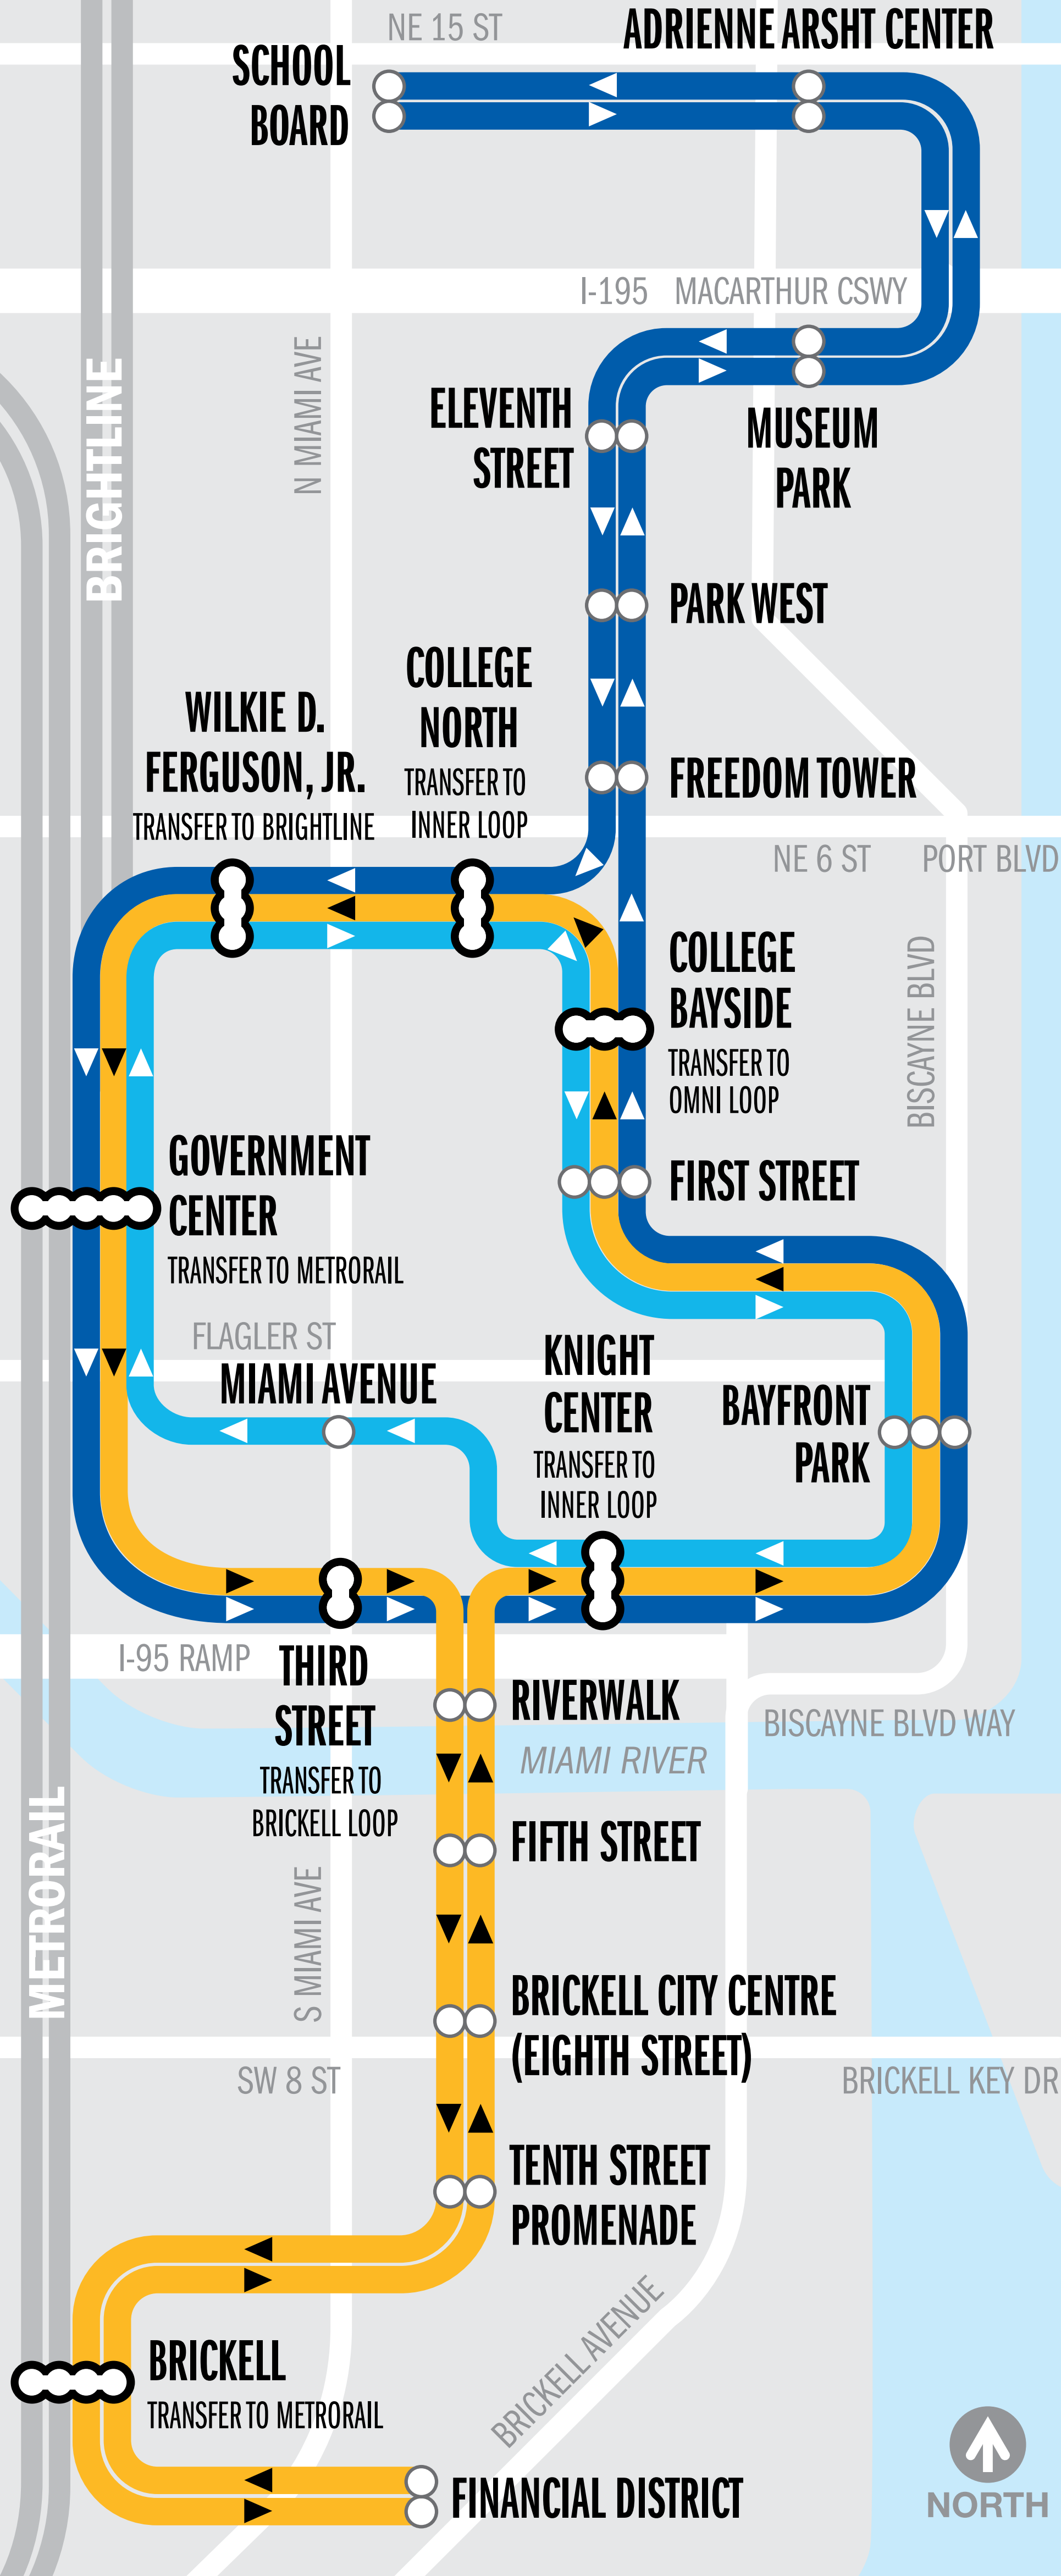 NE 15 ST
ADRIENNE ARSHT CENTER
SCHOOL
BOARD
I-195
MACARTHUR CSWY
N MIAMI AVE
BRIGHTLINE
ELEVENTH
STREET
MUSEUM
PARK
PARK WEST
COLLEGE
NORTH
TRANSFER TO
INNER LOOP
WILKIE D.
FERGUSON, JR.
TRANSFER TO BRIGHTLINE
FREEDOM TOWER
NE 6 ST
PORT BLVD
COLLEGE
BAYSIDE
TRANSFER TO
OMNI LOOP
BISCAYNE BLVD
GOVERNMENT
CENTER
TRANSFER TO METRORAIL
FIRST STREET
FLAGLER ST
MIAMI AVENUE
KNIGHT
CENTER
TRANSFER TO
INNER LOOP
BAYFRONT
PARK
I-95 RAMP
THIRD
STREET
TRANSFER TO
BRICKELL LOOP
RIVERWALK
BISCAYNE BLVD WAY
MIAMI RIVER
METRORAIL
FIFTH STREET
S MIAMI AVE
BRICKELL CITY CENTRE
(EIGHTH STREET)
SW 8 ST
BRICKELL KEY DR
TENTH STREET
PROMENADE
BRICKELL AVENUE
BRICKELL
TRANSFER TO METRORAIL
FINANCIAL DISTRICT
NORTH